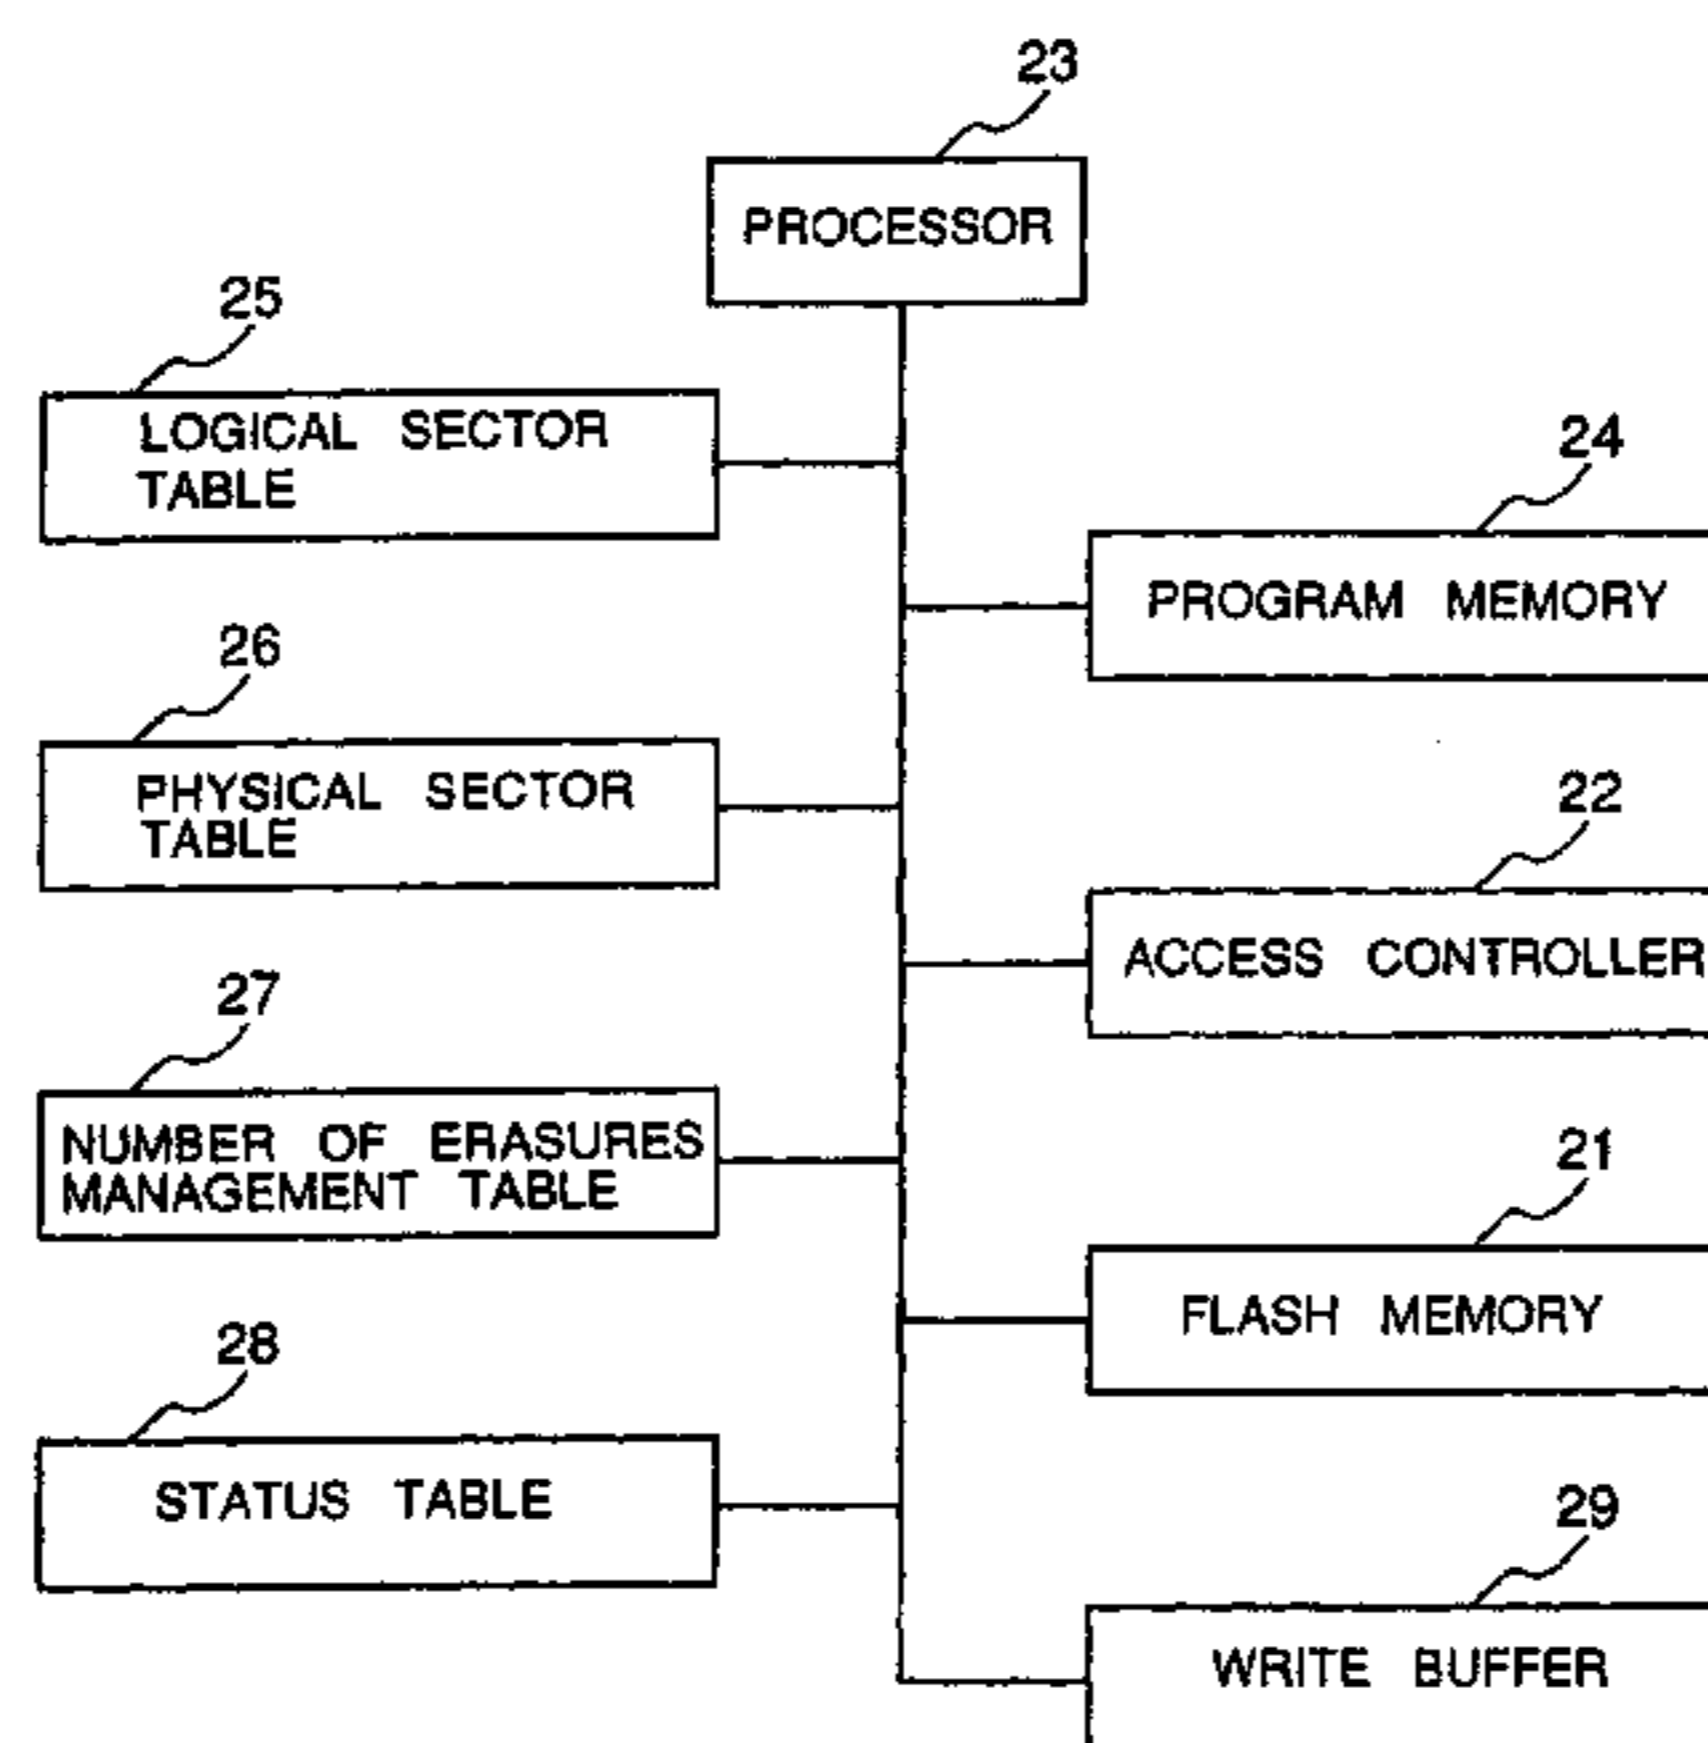 23
PROCESSOR
25
LOGICAL SECTOR
TABLE
24
PROGRAM MEMORY
26
PHYSICAL SECTOR
TABLE
22
ACCESS CONTROLLER
27
NUMBER OF ERASURES
MANAGEMENT TABLE
21
FLASH MEMORY
28
STATUS TABLE
29
WRITE BUFFER